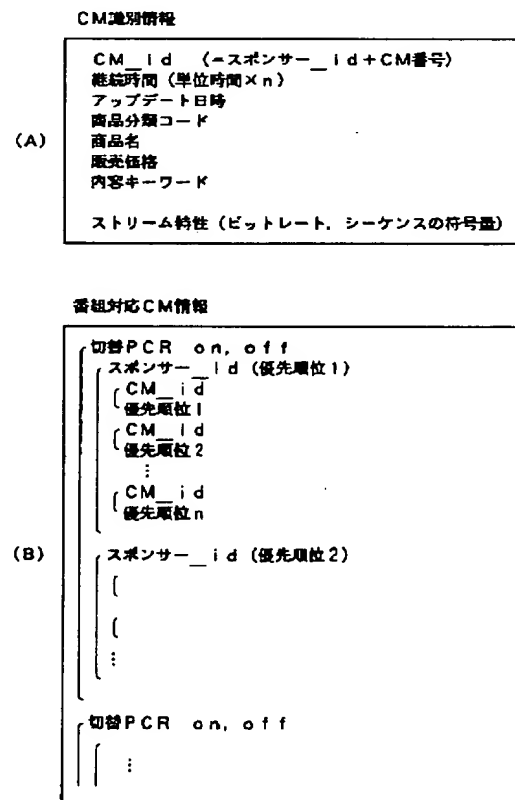 CM識別情報
(A)
CM__id (=スポンサー__id+CM番号)
継続時間(単位時間×n)
アップデート日時
商品分類コード
商品名
販売価格
内容キーワード
ストリーム特性(ビットレート,シーケンスの符号量)
番組対応CM情報
(B)
切替PCR on, off
スポンサー__id(優先順位1)
CM__id
優先順位1
CM__id
優先順位2
⋮
CM__id
優先順位n
スポンサー__id(優先順位2)
⋮
切替PCR on, off
⋮